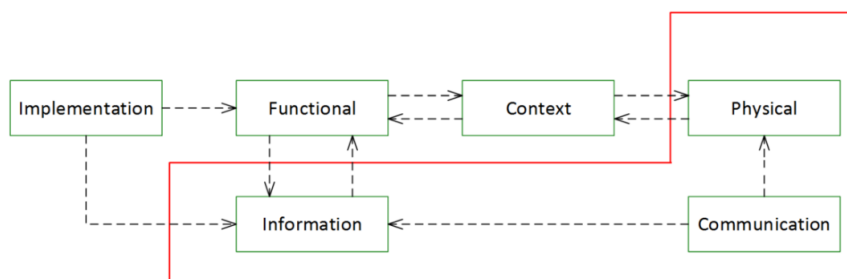 Implementation
Functional
Context
Physical
Information
Communication